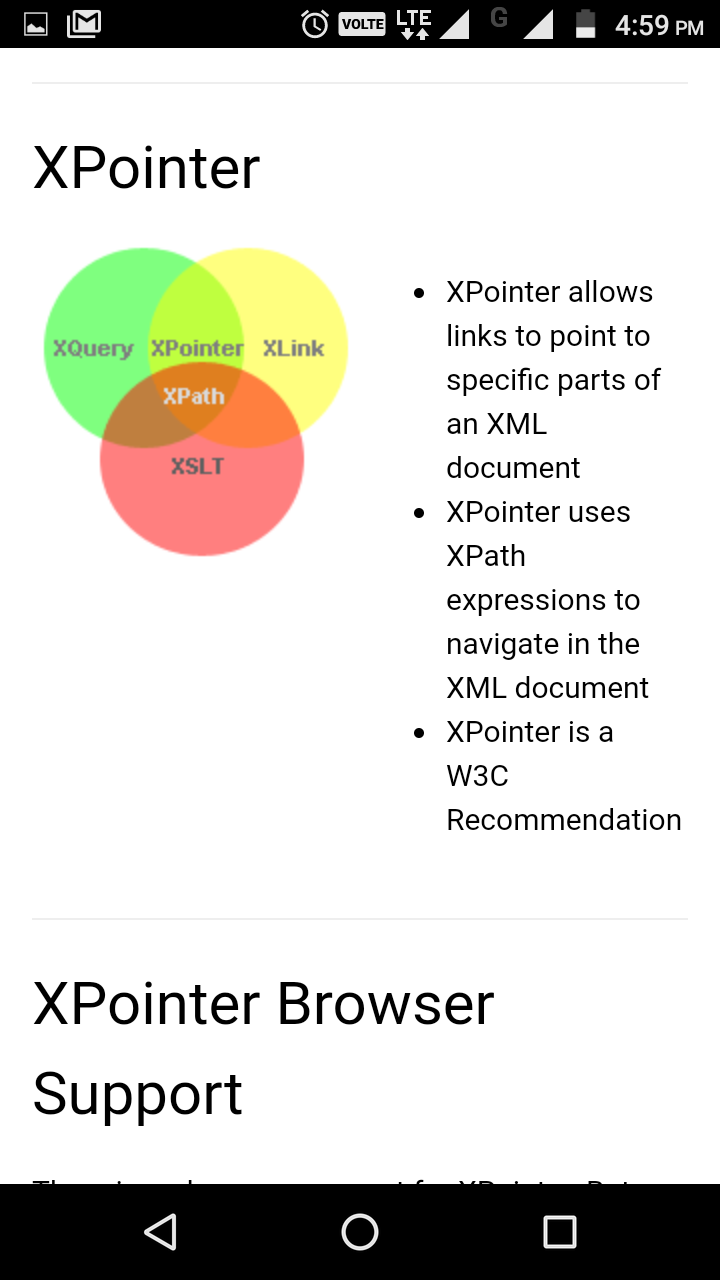 VOLTE LTE G 4:59 PM
XPointer
XQuery XPointer XLink
XPath
XSLT
• XPointer allows
links to point to
specific parts of
an XML
document
• XPointer uses
XPath
expressions to
navigate in the
XML document
• XPointer is a
W3C
Recommendation
XPointer Browser
Support